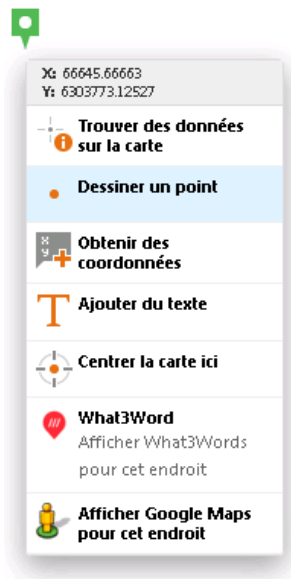 X: 66645.66663
Y: 6303773.12527
Trouver des données
sur la carte
Dessiner un point
x
y
Obtenir des
coordonnées
T
Ajouter du texte
Centrer la carte ici
What3Word
Afficher What3Words
pour cet endroit
Afficher Google Maps
pour cet endroit